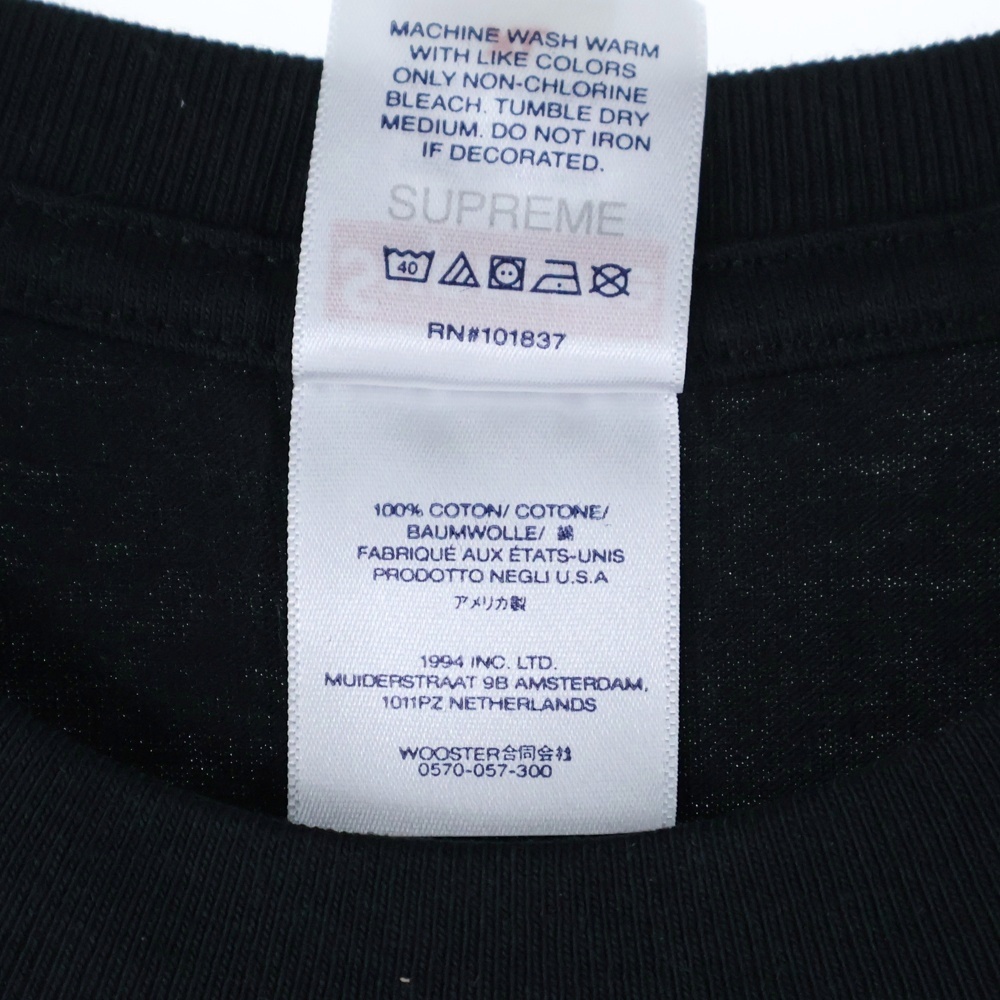 MACHINE WASH WARM
WITH LIKE COLORS
ONLY NON-CHLORINE
BLEACH. TUMBLE DRY
MEDIUM. DO NOT IRON
IF DECORATED.
SUPREME
40
RN#101837
100% COTON/ COTONE/
BAUMWOLLE/ 綿
FABRIQUÉ AUX ÉTATS-UNIS
PRODOTTO NEGLI U.S.A
アメリカ製
1994 INC. LTD.
MUIDERSTRAAT 9B AMSTERDAM,
1011PZ NETHERLANDS
WOOSTER合同会社
0570-057-300